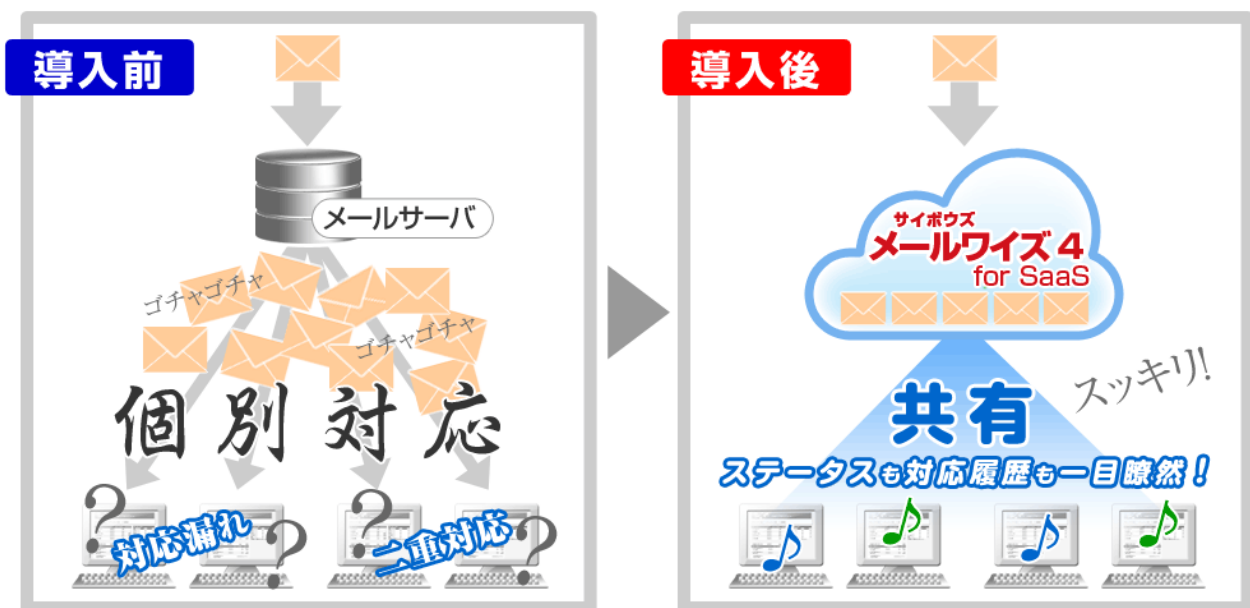 導入前
メールサーバ
ゴチャゴチャ
ゴチャゴチャ
個別対応
?
?
?
?
対応漏れ
二重対応
導入後
サイボウズ
メールワイズ4
for SaaS
スッキリ!
共有
ステータスも対応履歴も一目瞭然!